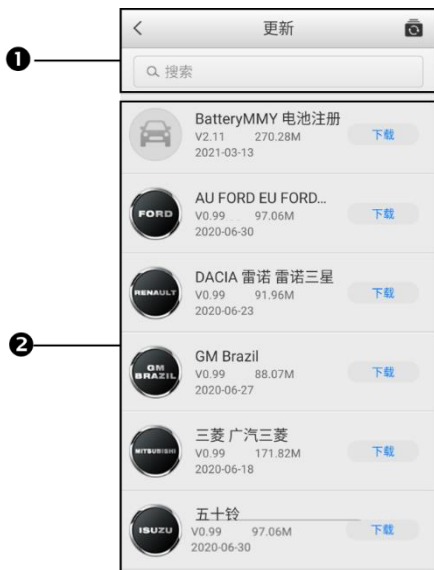 更新
❶
搜索
BatteryMMY 电池注册
V2.11 270.28M 下载
2021-03-13
AU FORD EU FORD...
FORD
V0.99 97.06M 下载
2020-06-30
DACIA 雷诺 雷诺三星
RENAULT
V0.99 91.96M 下载
2020-06-23
❷
GM Brazil
GM
BRAZIL
V0.99 88.07M 下载
2020-06-27
三菱 广汽三菱
MITSUBISHI
V0.99 171.82M 下载
2020-06-18
五十铃
ISUZU
V0.99 97.06M 下载
2020-06-30